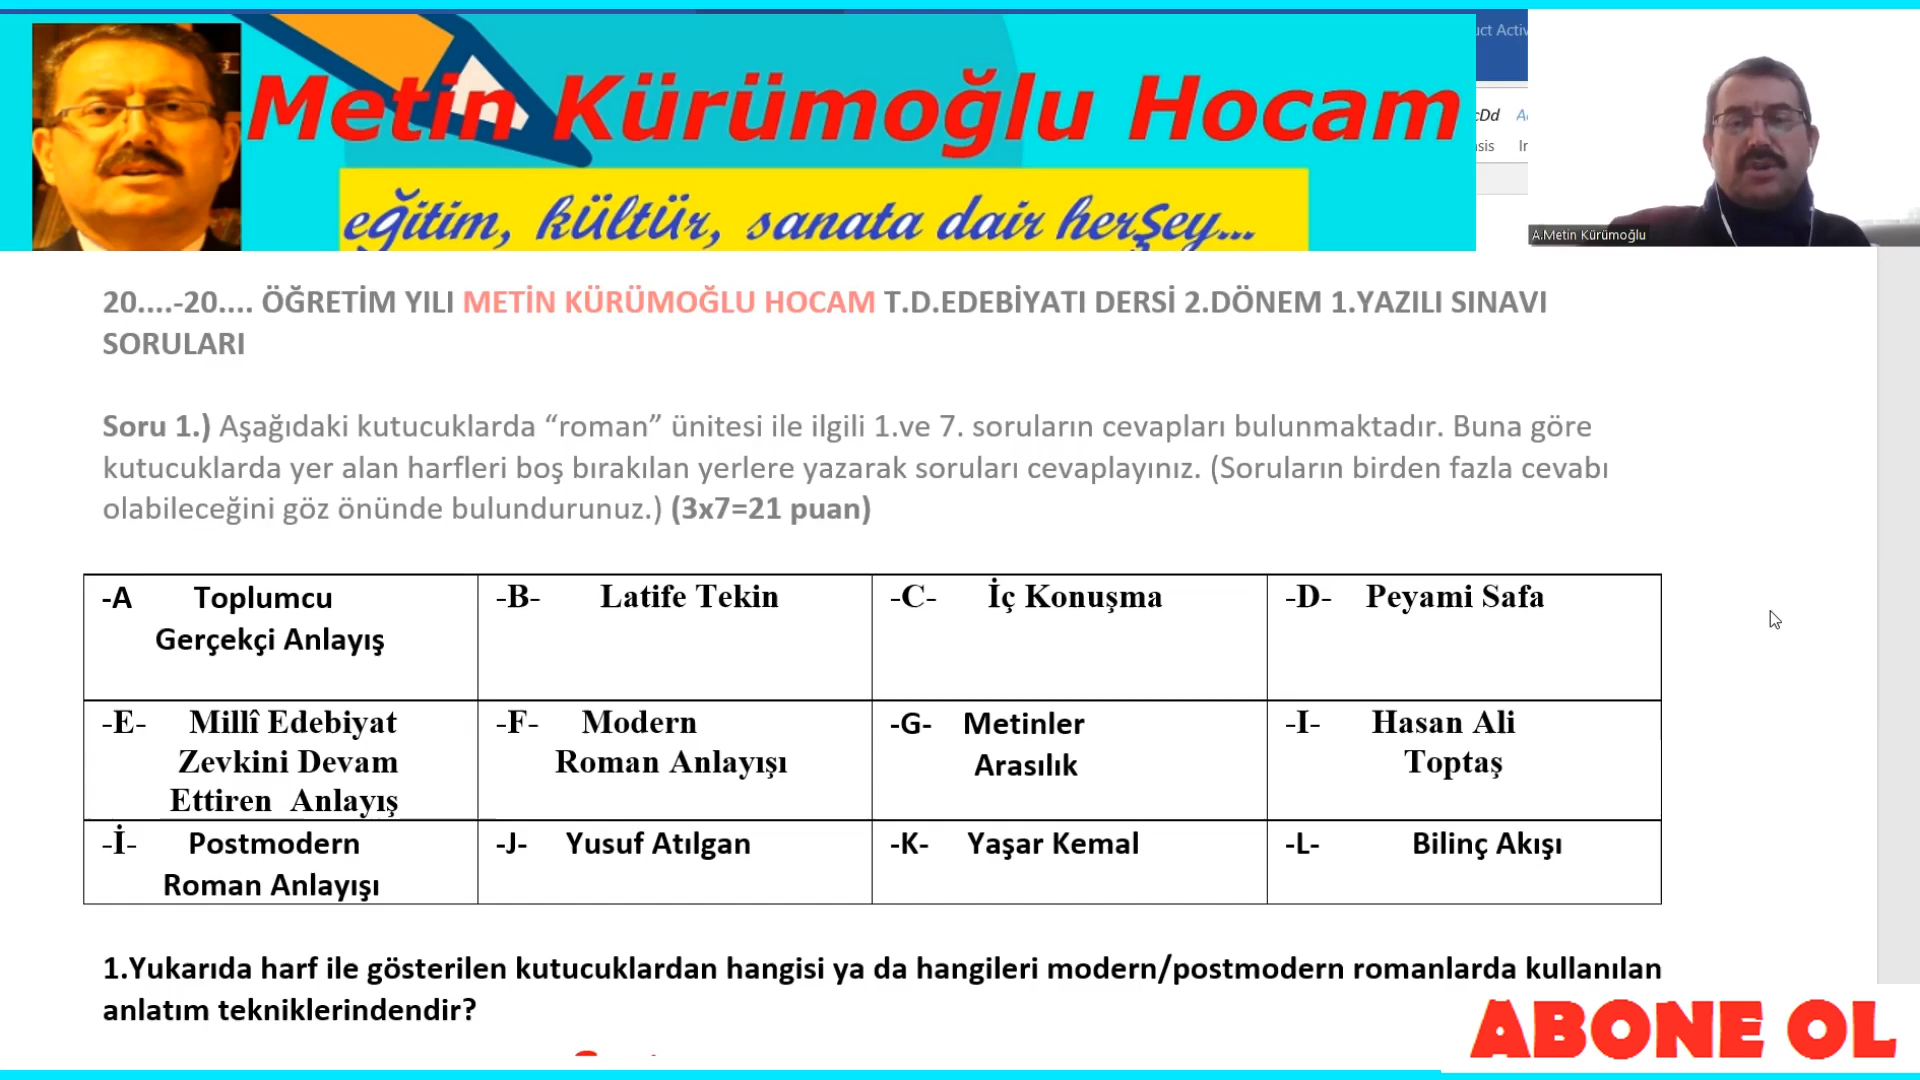 Metin Kürümoğlu Hocam
eğitim, kültür, sanata dair herşey...
uct Activ
cDd
sis
A.Metin Kürümoğlu
20....-20.... ÖĞRETİM YILI METİN KÜRÜMOĞLU HOCAM T.D.EDEBİYATI DERSİ 2.DÖNEM 1.YAZILI SINAVI
SORULARI
Soru 1.) Aşağıdaki kutucuklarda “roman” ünitesi ile ilgili 1.ve 7. soruların cevapları bulunmaktadır. Buna göre
kutucuklarda yer alan harfleri boş bırakılan yerlere yazarak soruları cevaplayınız. (Soruların birden fazla cevabı
olabileceğini göz önünde bulundurunuz.) (3x7=21 puan)
-A Toplumcu
Gerçekçi Anlayış
-B- Latife Tekin
-C- İç Konuşma
-D- Peyami Safa
-E- Millî Edebiyat
Zevkini Devam
Ettiren Anlayış
-F- Modern
Roman Anlayışı
-G- Metinler
Arasılık
-I- Hasan Ali
Toptaş
-İ- Postmodern
Roman Anlayışı
-J- Yusuf Atılgan
-K- Yaşar Kemal
-L- Bilinç Akışı
1.Yukarıda harf ile gösterilen kutucuklardan hangisi ya da hangileri modern/postmodern romanlarda kullanılan
anlatım tekniklerindendir?
ABONE OL